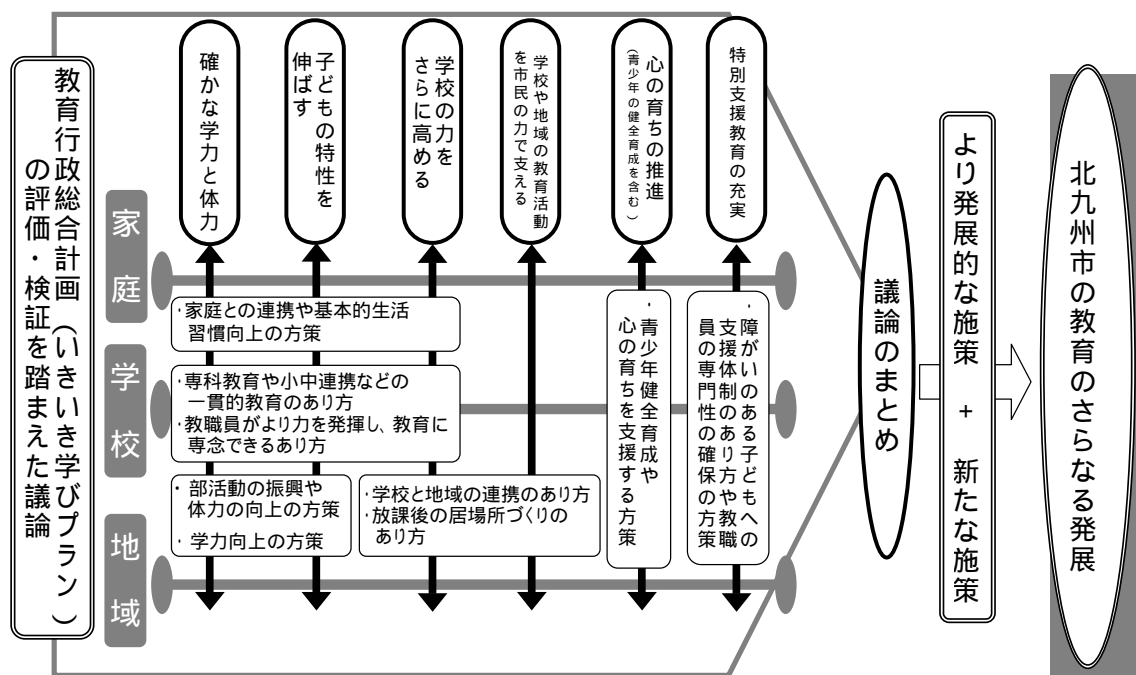 教育行政総合計画（いきいき学びプラン）
の評価・検証を踏まえた議論
家庭
学校
地域
確かな学力と体力
子どもの特性を
伸ばす
学校の力を
さらに高める
学校や地域の教育活動
を市民の力で支える
心の育ちの推進
（青少年の健全育成を含む）
特別支援教育の充実
・家庭との連携や基本的生活
習慣向上の方策
・専科教育や小中連携などの
一貫的教育のあり方
・教職員がより力を発揮し、教育に
専念できるあり方
・部活動の振興や
体力の向上の方策
・学力向上の方策
・学校と地域の連携のあり方
・放課後の居場所づくりの
あり方
・青少年健全育成や
心の育ちを支援する方策
・障がいのある子どもへの
支援体制のあり方や教職
員の専門性の確保の方策
議論のまとめ
より発展的な施策 + 新たな施策
北九州市の教育のさらなる発展